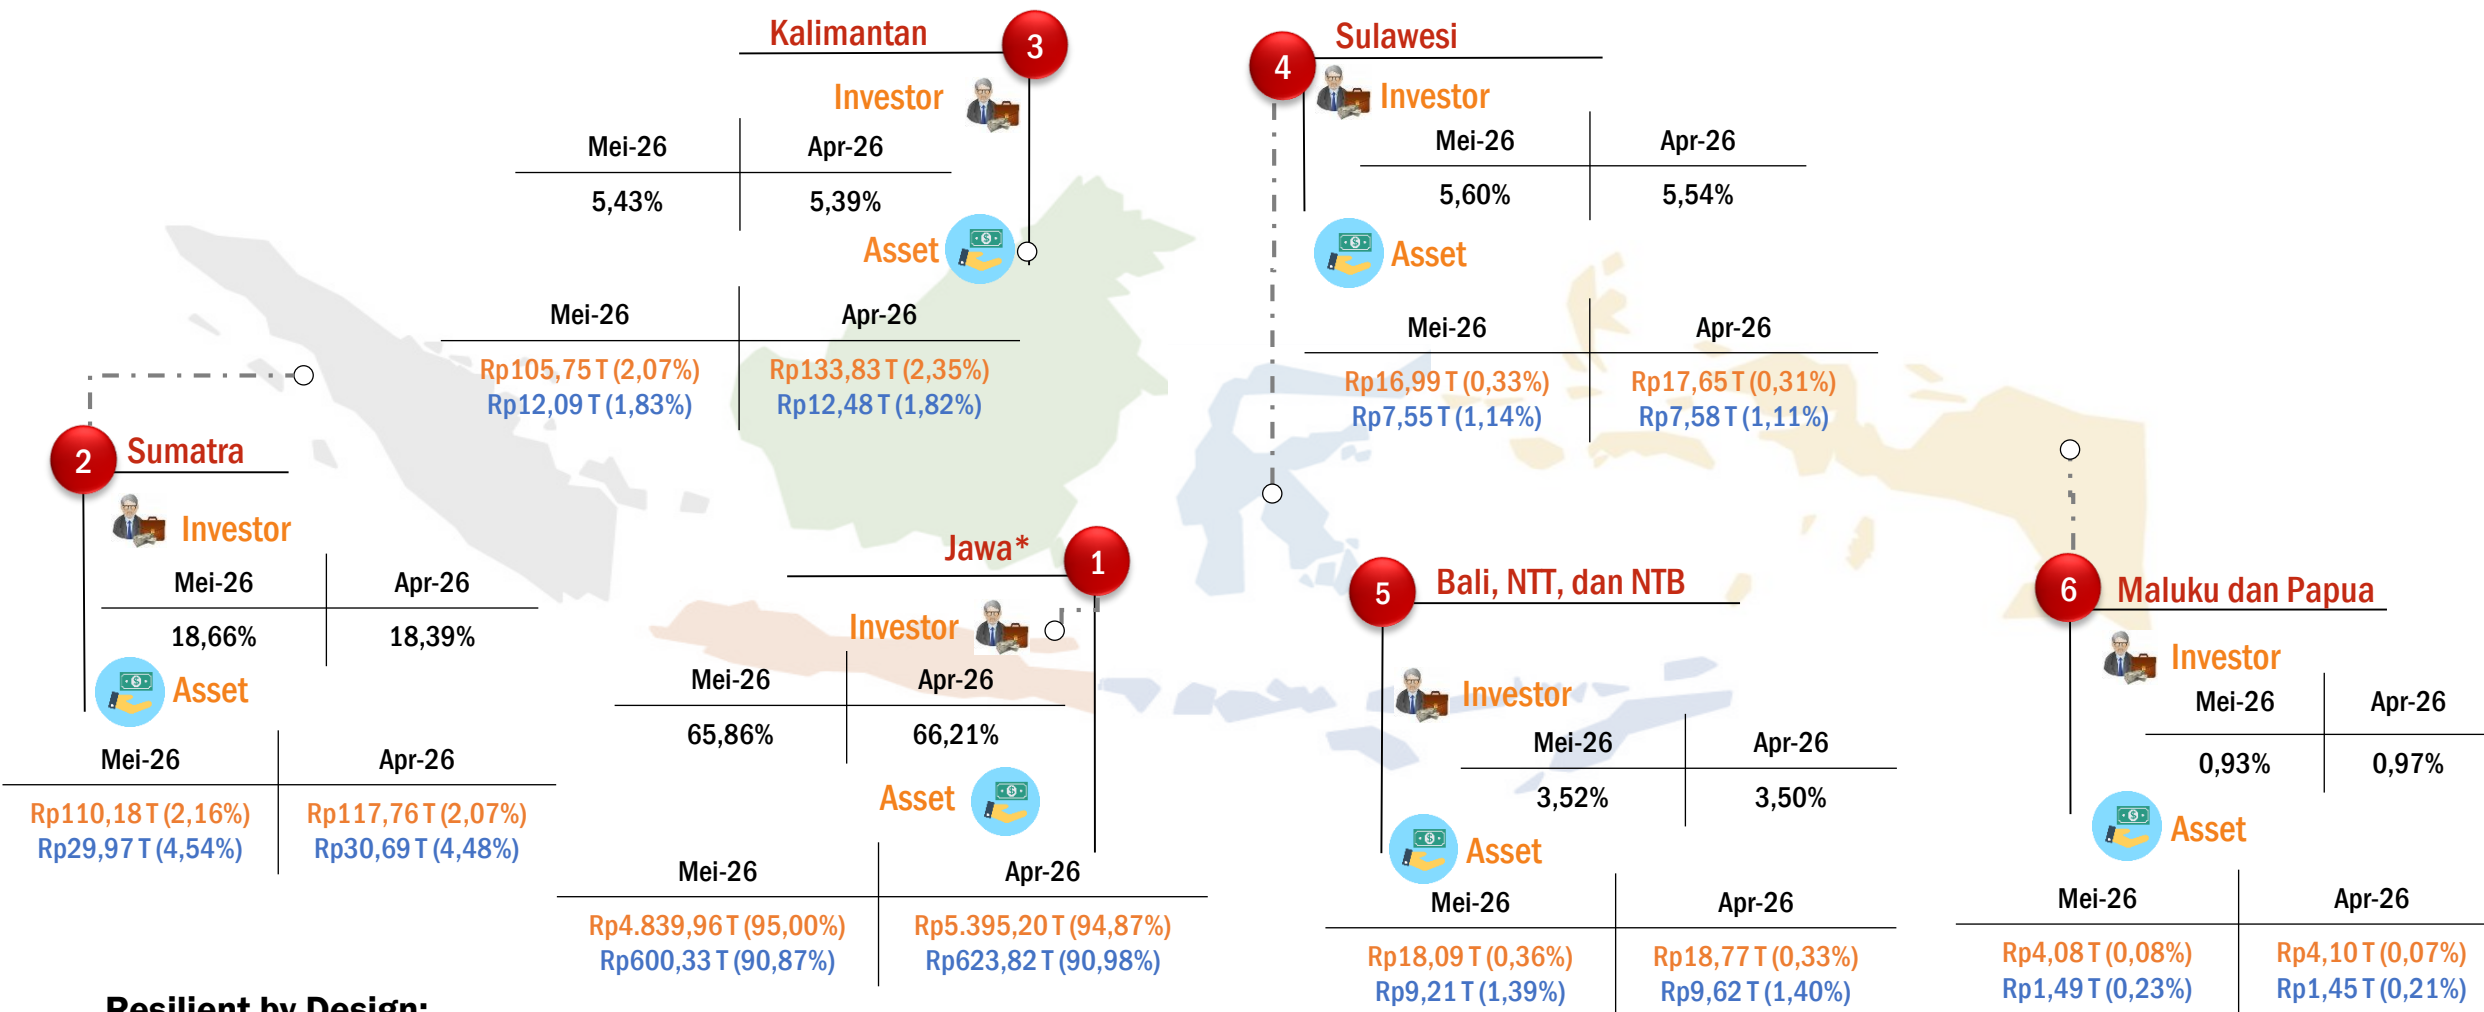 Kalimantan
3
Investor
Mei-26 Apr-26
5,43% 5,39%
Asset
Mei-26 Apr-26
Rp105,75 T (2,07%) Rp133,83 T (2,35%)
Rp12,09 T (1,83%) Rp12,48 T (1,82%)
4
Sulawesi
Investor
Mei-26 Apr-26
5,60% 5,54%
Asset
Mei-26 Apr-26
Rp16,99 T (0,33%) Rp17,65 T (0,31%)
Rp7,55 T (1,14%) Rp7,58 T (1,11%)
2
Sumatra
Investor
Mei-26 Apr-26
18,66% 18,39%
Asset
Mei-26 Apr-26
Rp110,18 T (2,16%) Rp117,76 T (2,07%)
Rp29,97 T (4,54%) Rp30,69 T (4,48%)
Jawa*
1
Investor
Mei-26 Apr-26
65,86% 66,21%
Asset
Mei-26 Apr-26
Rp4.839,96 T (95,00%) Rp5.395,20 T (94,87%)
Rp600,33 T (90,87%) Rp623,82 T (90,98%)
5
Bali, NTT, dan NTB
Investor
Mei-26 Apr-26
3,52% 3,50%
Asset
Mei-26 Apr-26
Rp18,09 T (0,36%) Rp18,77 T (0,33%)
Rp9,21 T (1,39%) Rp9,62 T (1,40%)
6
Maluku dan Papua
Investor
Mei-26 Apr-26
0,93% 0,97%
Asset
Mei-26 Apr-26
Rp4,08 T (0,08%) Rp4,10 T (0,07%)
Rp1,49 T (0,23%) Rp1,45 T (0,21%)
Resilient by Design: